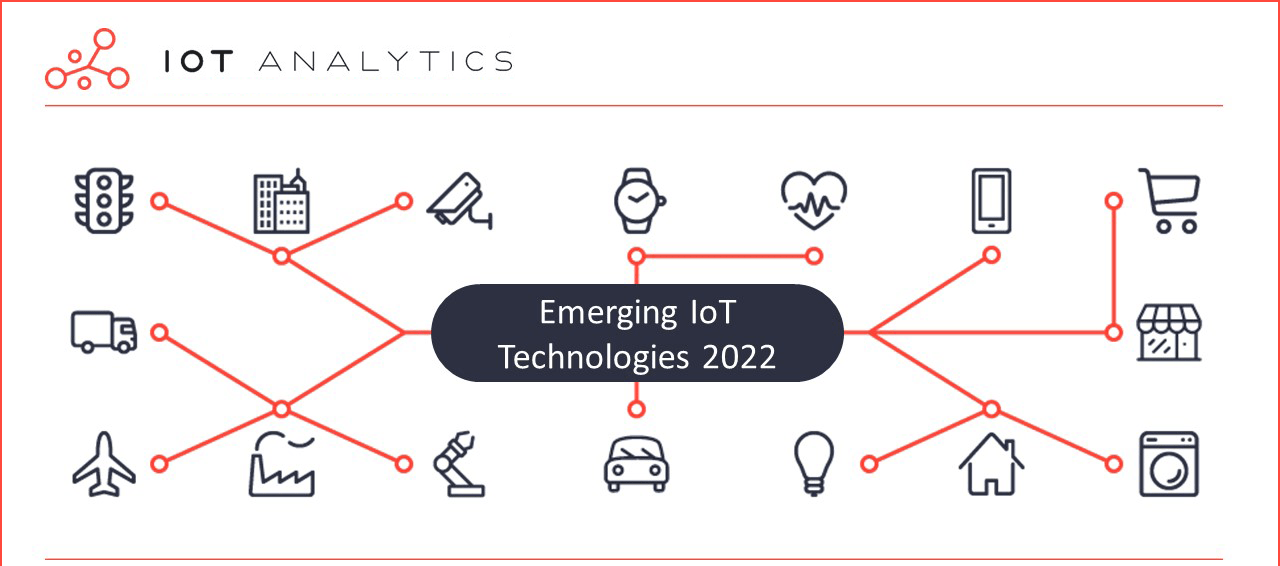 IOT ANALYTICS
Emerging IoT
Technologies 2022